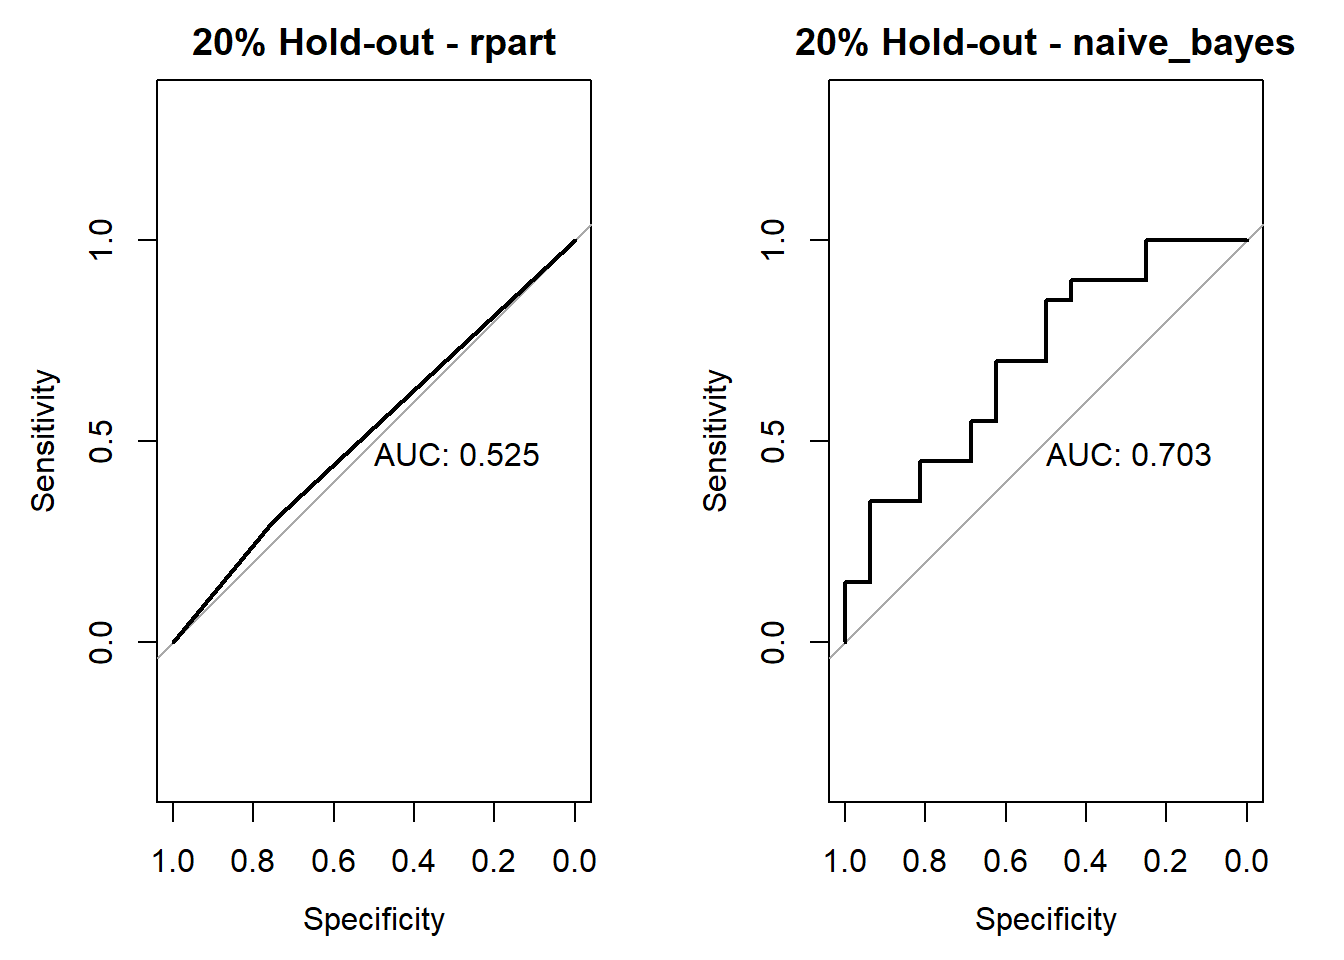 20% Hold-out - rpart
Sensitivity
1.0
0.5
0.0
AUC: 0.525
1.0 0.8 0.6 0.4 0.2 0.0
Specificity
20% Hold-out - naive_bayes
Sensitivity
1.0
0.5
0.0
AUC: 0.703
1.0 0.8 0.6 0.4 0.2 0.0
Specificity